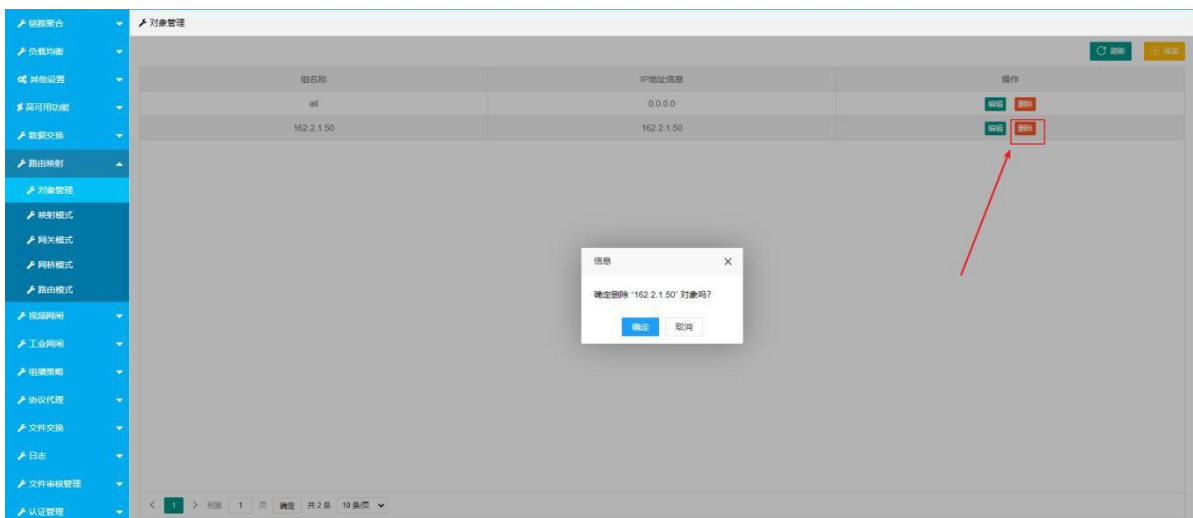 链路聚合
负载均衡
其他设置
高可用功能
数据交换
路由映射
对象管理
映射模式
网关模式
网桥模式
路由模式
视频网闸
工业网闸
组播策略
协议代理
文件交换
日志
文件审核管理
认证管理
对象管理
刷新 添加
组名称 IP地址信息 操作
all 0.0.0.0 编辑 删除
162.2.1.50 162.2.1.50 编辑 删除
信息
确定删除 “162.2.1.50” 对象吗?
确定 取消
1 到第 1 页 确定 共 2 条 10 条/页